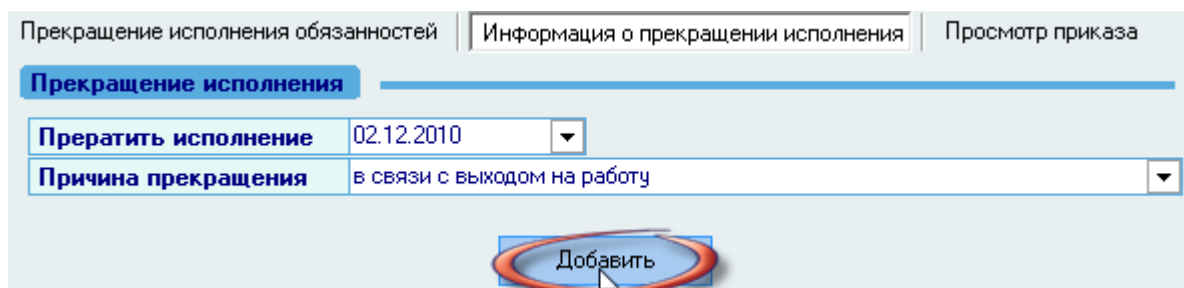 Прекращение исполнения обязанностей Информация о прекращении исполнения Просмотр приказа
Прекращение исполнения
Прератить исполнение 02.12.2010
Причина прекращения в связи с выходом на работу
Добавить